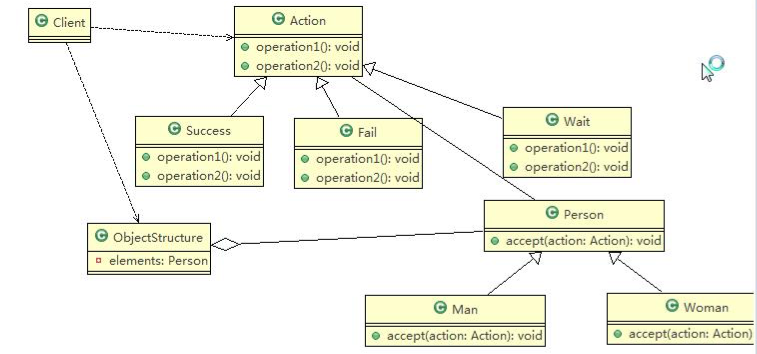 Client
Action
operation1(): void
operation2(): void
Success
operation1(): void
operation2(): void
Fail
operation1(): void
operation2(): void
Wait
operation1(): void
operation2(): void
ObjectStructure
elements: Person
Person
accept(action: Action): void
Man
accept(action: Action): void
Woman
accept(action: Action)